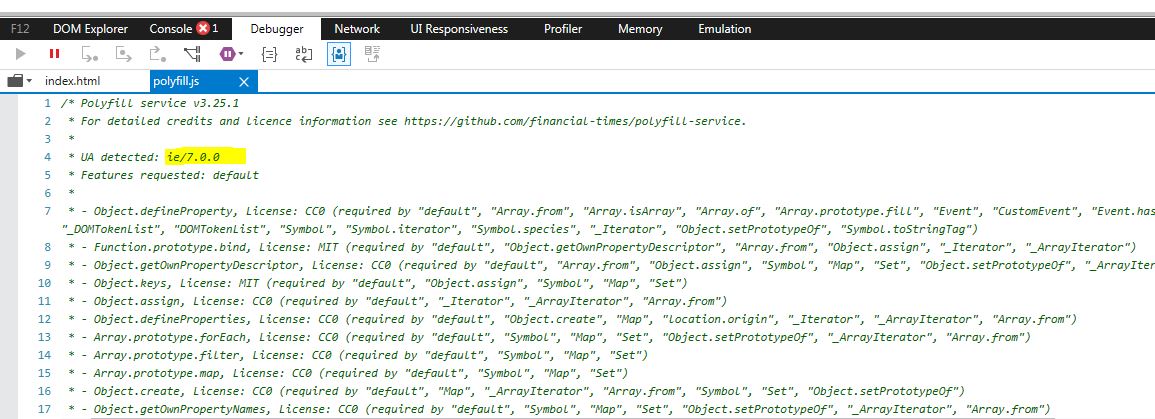 F12 DOM Explorer Console 1 Debugger Network UI Responsiveness Profiler Memory Emulation
index.html polyfill.js
1 /* Polyfill service v3.25.1
2 * For detailed credits and licence information see https://github.com/financial-times/polyfill-service.
3 *
4 * UA detected: ie/7.0.0
5 * Features requested: default
6 *
7 * - Object.defineProperty, License: CC0 (required by "default", "Array.from", "Array.isArray", "Array.of", "Array.prototype.fill", "Event", "CustomEvent", "Event.has
"_DOMTokenList", "DOMTokenList", "Symbol", "Symbol.iterator", "Symbol.species", "_Iterator", "Object.setPrototypeOf", "Symbol.toStringTag")
8 * - Function.prototype.bind, License: MIT (required by "default", "Object.getOwnPropertyDescriptor", "Array.from", "Object.assign", "_Iterator", "_ArrayIterator")
9 * - Object.getOwnPropertyDescriptor, License: CC0 (required by "default", "Array.from", "Object.assign", "Symbol", "Map", "Set", "Object.setPrototypeOf", "_ArrayIter
10 * - Object.keys, License: MIT (required by "default", "Object.assign", "Symbol", "Map", "Set")
11 * - Object.assign, License: CC0 (required by "default", "_Iterator", "_ArrayIterator", "Array.from")
12 * - Object.defineProperties, License: CC0 (required by "default", "Object.create", "Map", "location.origin", "_Iterator", "_ArrayIterator", "Array.from")
13 * - Array.prototype.forEach, License: CC0 (required by "default", "Symbol", "Map", "Set", "Object.setPrototypeOf", "_ArrayIterator", "Array.from")
14 * - Array.prototype.filter, License: CC0 (required by "default", "Symbol", "Map", "Set")
15 * - Array.prototype.map, License: CC0 (required by "default", "Symbol", "Map", "Set")
16 * - Object.create, License: CC0 (required by "default", "Map", "_ArrayIterator", "Array.from", "Symbol", "Set", "Object.setPrototypeOf")
17 * - Object.getOwnPropertyNames, License: CC0 (required by "default", "Symbol", "Map", "Set", "Object.setPrototypeOf", "_ArrayIterator", "Array.from")